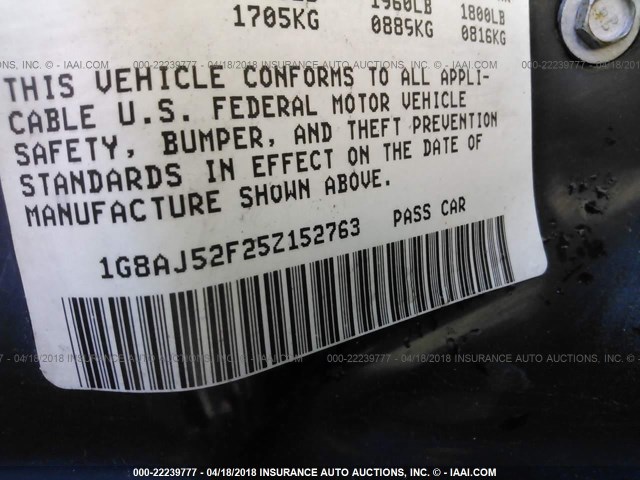 1960LB 1800LB
1705KG 0885KG 0816KG
THIS VEHICLE CONFORMS TO ALL APPLI-
CABLE U.S. FEDERAL MOTOR VEHICLE
SAFETY, BUMPER, AND THEFT PREVENTION
STANDARDS IN EFFECT ON THE DATE OF
MANUFACTURE SHOWN ABOVE.
1G8AJ52F25Z152763 PASS CAR
000-22239777 - 04/18/2018 INSURANCE AUTO AUCTIONS, INC. © - IAAI.COM